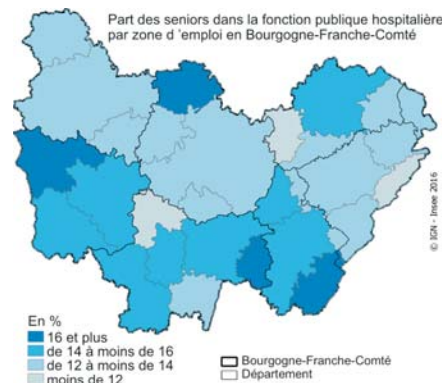 Part des seniors dans la fonction publique hospitalière
par zone d 'emploi en Bourgogne-Franche-Comté
© IGN - Insee 2016
En %
16 et plus
de 14 à moins de 16
de 12 à moins de 14
moins de 12
Bourgogne-Franche-Comté
Département